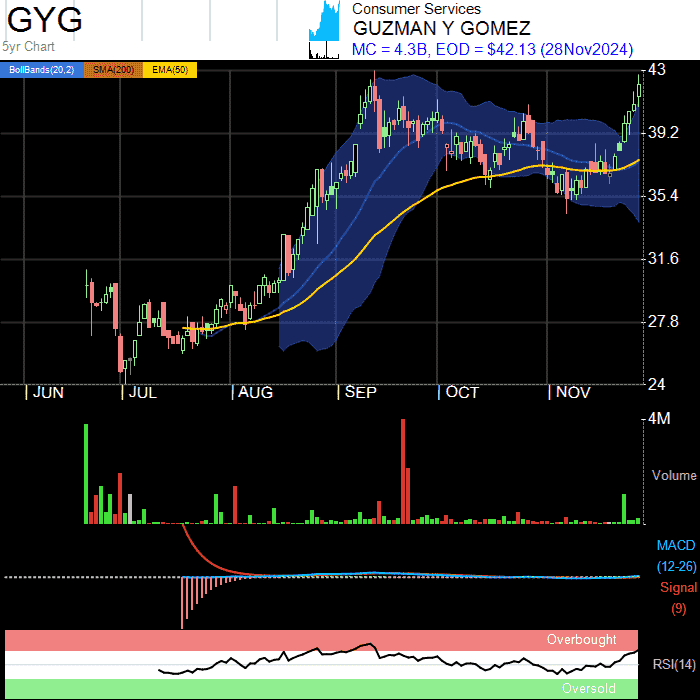 GYG
5yr Chart
Consumer Services
GUZMAN Y GOMEZ
MC = 4.3B, EOD = $42.13 (28Nov2024)
BollBands(20,2) SMA(200) EMA(50)
43
39.2
35.4
31.6
27.8
24
JUN JUL AUG SEP OCT NOV
4M
Volume
MACD
(12-26)
Signal
(9)
Overbought
RSI(14)
Oversold